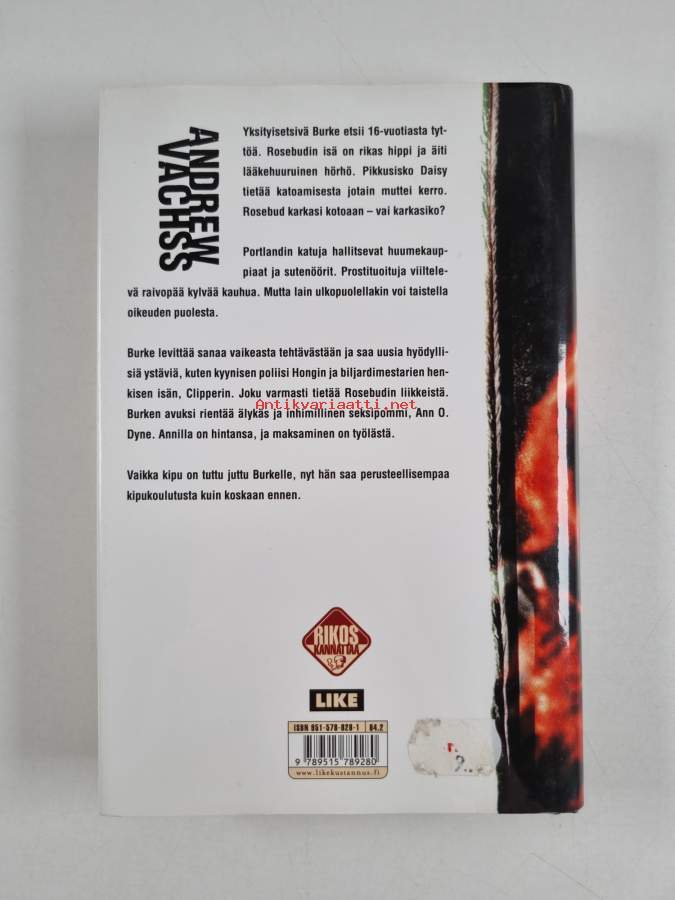 ANDREW
VACHSS
Yksityisetsivä Burke etsii 16-vuotiasta tyt-
töä. Rosebudin isä on rikas hippi ja äiti
lääkehuuruinen hörhö. Pikkusisko Daisy
tietää katoamisesta jotain muttei kerro.
Rosebud karkasi kotoaan – vai karkasiko?
Portlandin katuja hallitsevat huumekaup-
piaat ja sutenöörit. Prostituoituja viiltele-
vä raivopää kylvää kauhua. Mutta lain ulkopuolellakin voi taistella
oikeuden puolesta.
Burke levittää sanaa vaikeasta tehtävästään ja saa uusia hyödylli-
siä ystäviä, kuten kyynisen poliisi Hongin ja biljardimestarien hen-
kisen isän, Clipperin. Joku varmasti tietää Rosebudin liikkeistä.
Antikvariaatti.net
Burken avuksi rientää älykäs ja inhimillinen seksipommi, Ann O.
Dyne. Annilla on hintansa, ja maksaminen on työlästä.
Vaikka kipu on tuttu juttu Burkelle, nyt hän saa perusteellisempaa
kipukoulutusta kuin koskaan ennen.
RIKOS
KANNATTAA
LIKE
ISBN 951-578-928-1 84.2
9 789515 789280
www.likekustannus.fi